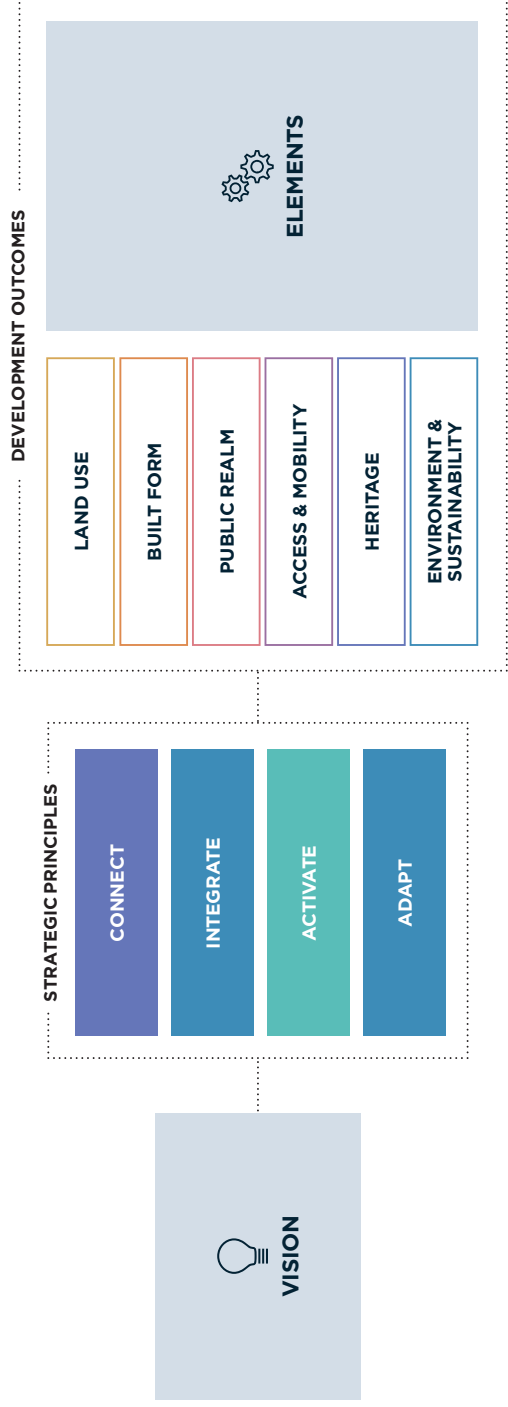 VISION
STRATEGIC PRINCIPLES
CONNECT
INTEGRATE
ACTIVATE
ADAPT
DEVELOPMENT OUTCOMES
LAND USE
BUILT FORM
PUBLIC REALM
ACCESS & MOBILITY
HERITAGE
ENVIRONMENT &
SUSTAINABILITY
ELEMENTS